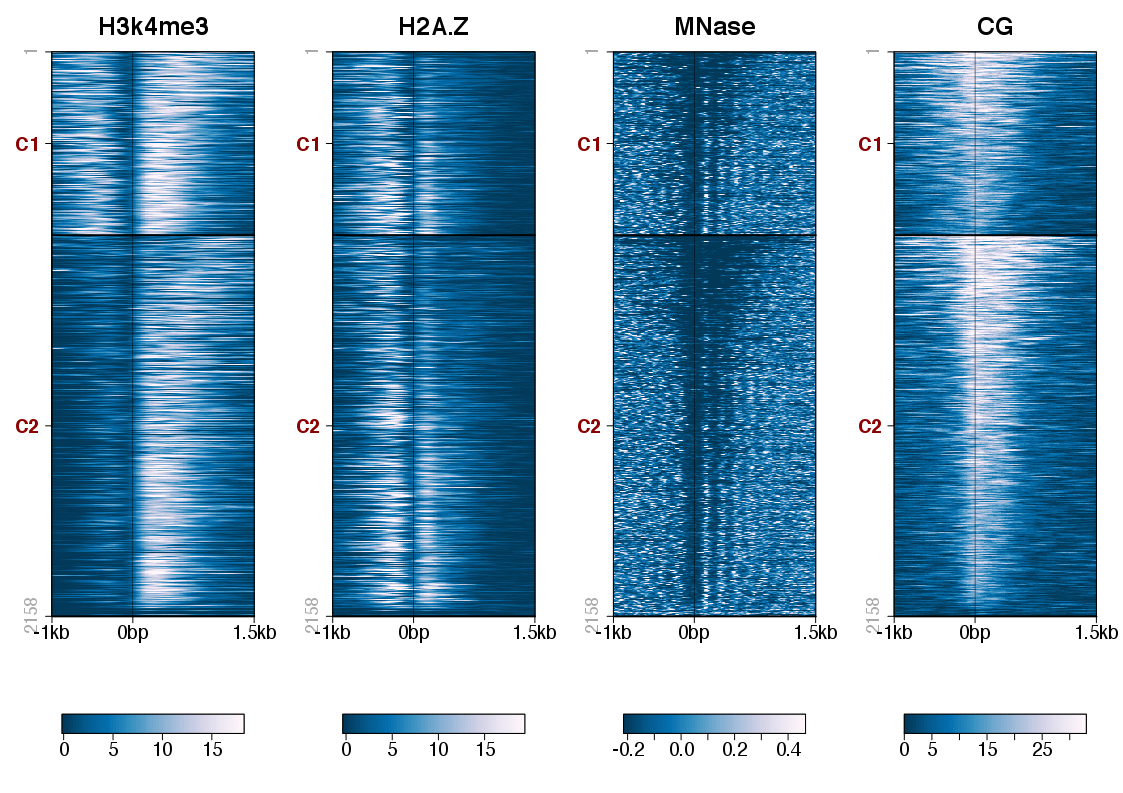 H3k4me3 H2A.Z MNase CG
1 1 1 1
C1 C1 C1 C1
C2 C2 C2 C2
2158 2158 2158 2158
-1kb 0bp 1.5kb -1kb 0bp 1.5kb -1kb 0bp 1.5kb -1kb 0bp 1.5kb
0 5 10 15 0 5 10 15 -0.2 0.0 0.2 0.4 0 5 15 25